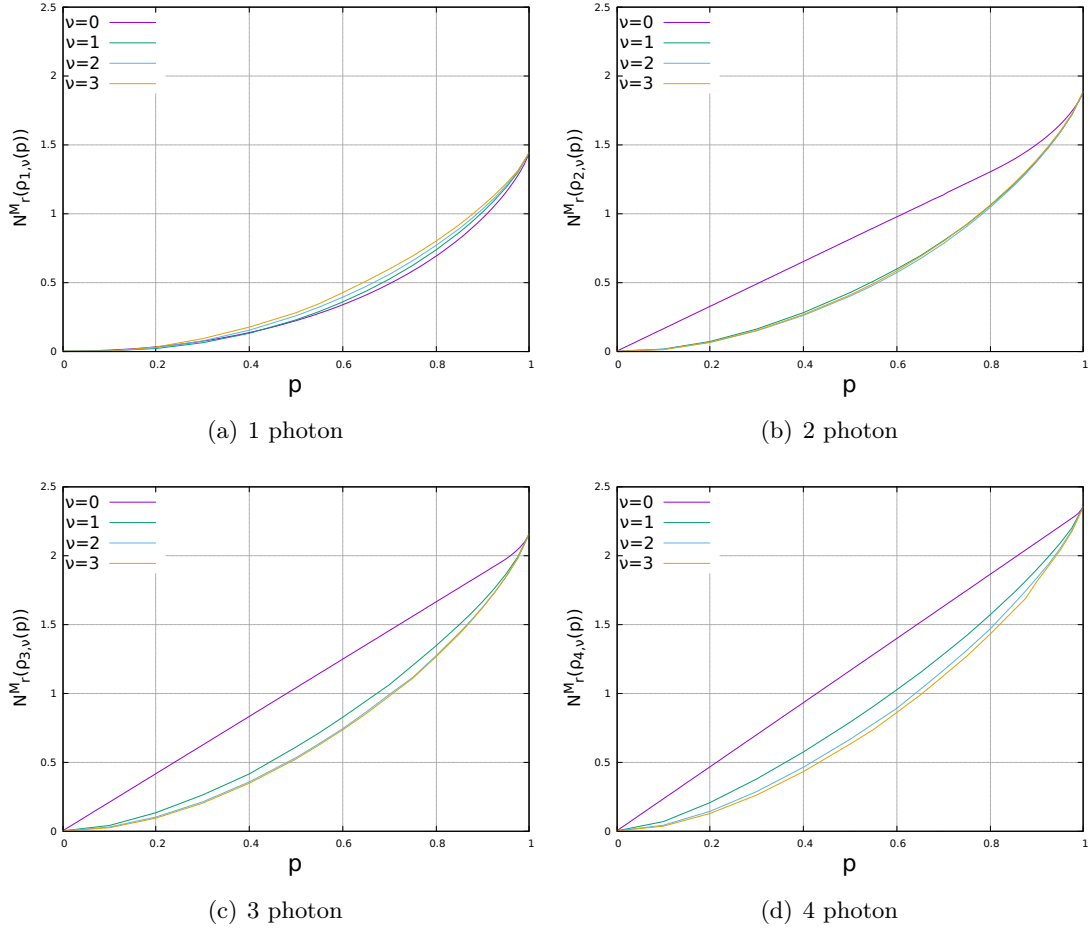 2.5
2
1.5
1
0.5
0
ν=0
ν=1
ν=2
ν=3
N^M_r(ρ_{1,ν}(p))
0 0.2 0.4 0.6 0.8 1
p
(a) 1 photon
2.5
2
1.5
1
0.5
0
ν=0
ν=1
ν=2
ν=3
N^M_r(ρ_{2,ν}(p))
0 0.2 0.4 0.6 0.8 1
p
(b) 2 photon
2.5
2
1.5
1
0.5
0
ν=0
ν=1
ν=2
ν=3
N^M_r(ρ_{3,ν}(p))
0 0.2 0.4 0.6 0.8 1
p
(c) 3 photon
2.5
2
1.5
1
0.5
0
ν=0
ν=1
ν=2
ν=3
N^M_r(ρ_{4,ν}(p))
0 0.2 0.4 0.6 0.8 1
p
(d) 4 photon